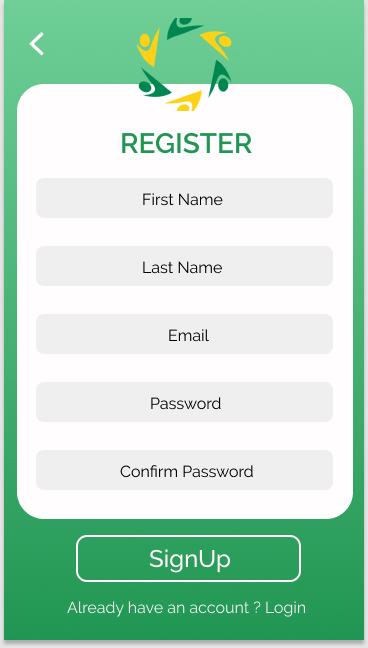 REGISTER
First Name
Last Name
Email
Password
Confirm Password
SignUp
Already have an account ? Login